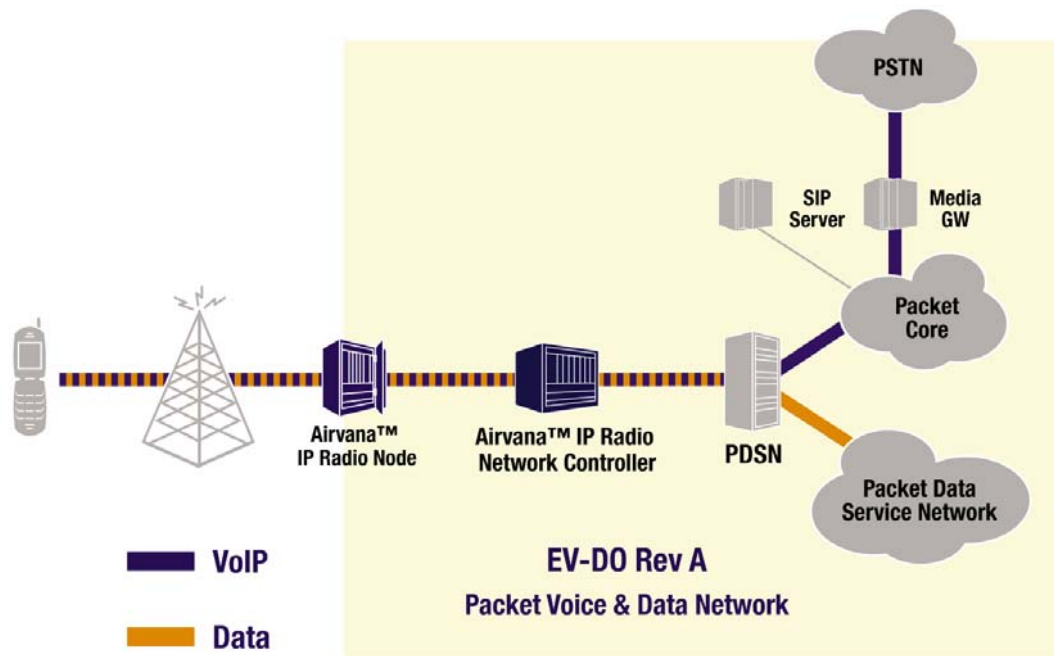 PSTN
SIP
Server
Media
GW
Packet
Core
Airvana™
IP Radio Node
Airvana™ IP Radio
Network Controller
PDSN
Packet Data
Service Network
VoIP
Data
EV-DO Rev A
Packet Voice & Data Network